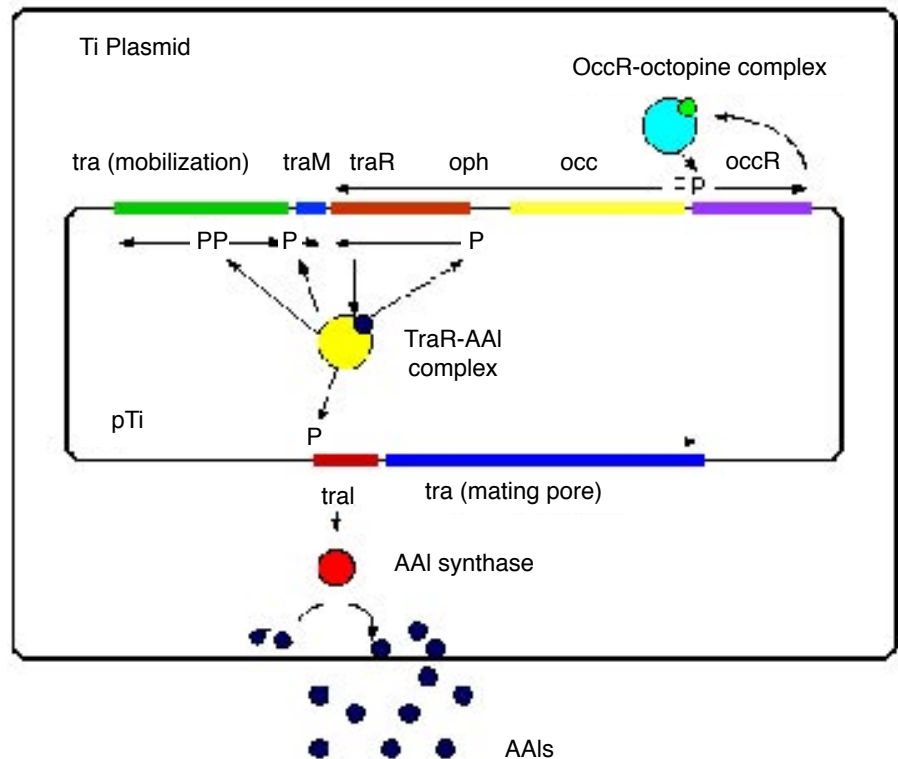 Ti Plasmid
OccR-octopine complex
tra (mobilization) traM traR oph occ occR
P
PP P P
TraR-AAI
complex
pTi
P
traI
tra (mating pore)
AAI synthase
AAIs